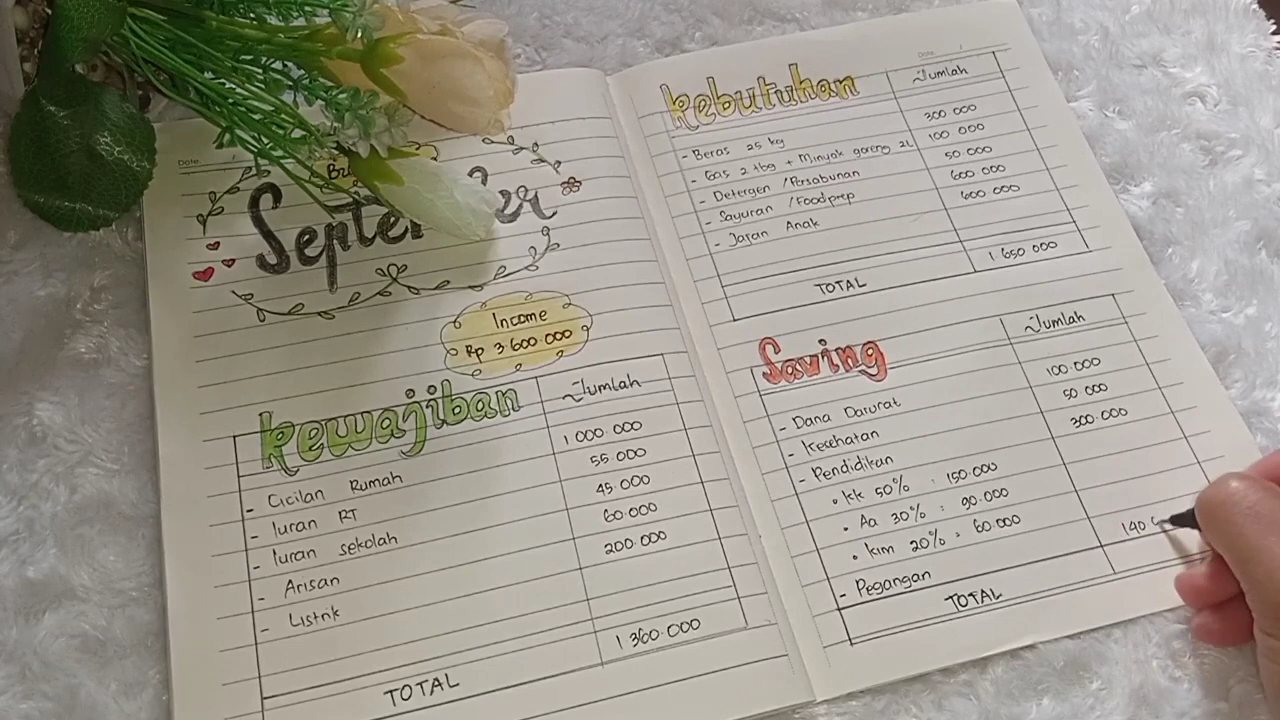 Date.
September
Income
Rp 3.600.000
Kewajiban Jumlah
- Cicilan Rumah 1 000.000
- Iuran RT 55.000
- Iuran sekolah 45.000
- Arisan 60.000
- Listrik 200.000
TOTAL 1 360.000
Date.
Kebutuhan Jumlah
- Beras 25 kg 300 000
- Gas 2 tbg + Minyak goreng 2L 100 000
- Detergen / Persabunan 50.000
- Sayuran / Foodprep 600 000
- Jajan Anak 600 000
TOTAL 1 650 000
Saving Jumlah
- Dana Darurat 100.000
- Kesehatan 50 000
- Pendidikan 300.000
• KK 50% : 150.000
• Aa 30% : 90.000
• Kim 20% : 60.000
- Pegangan 140
TOTAL